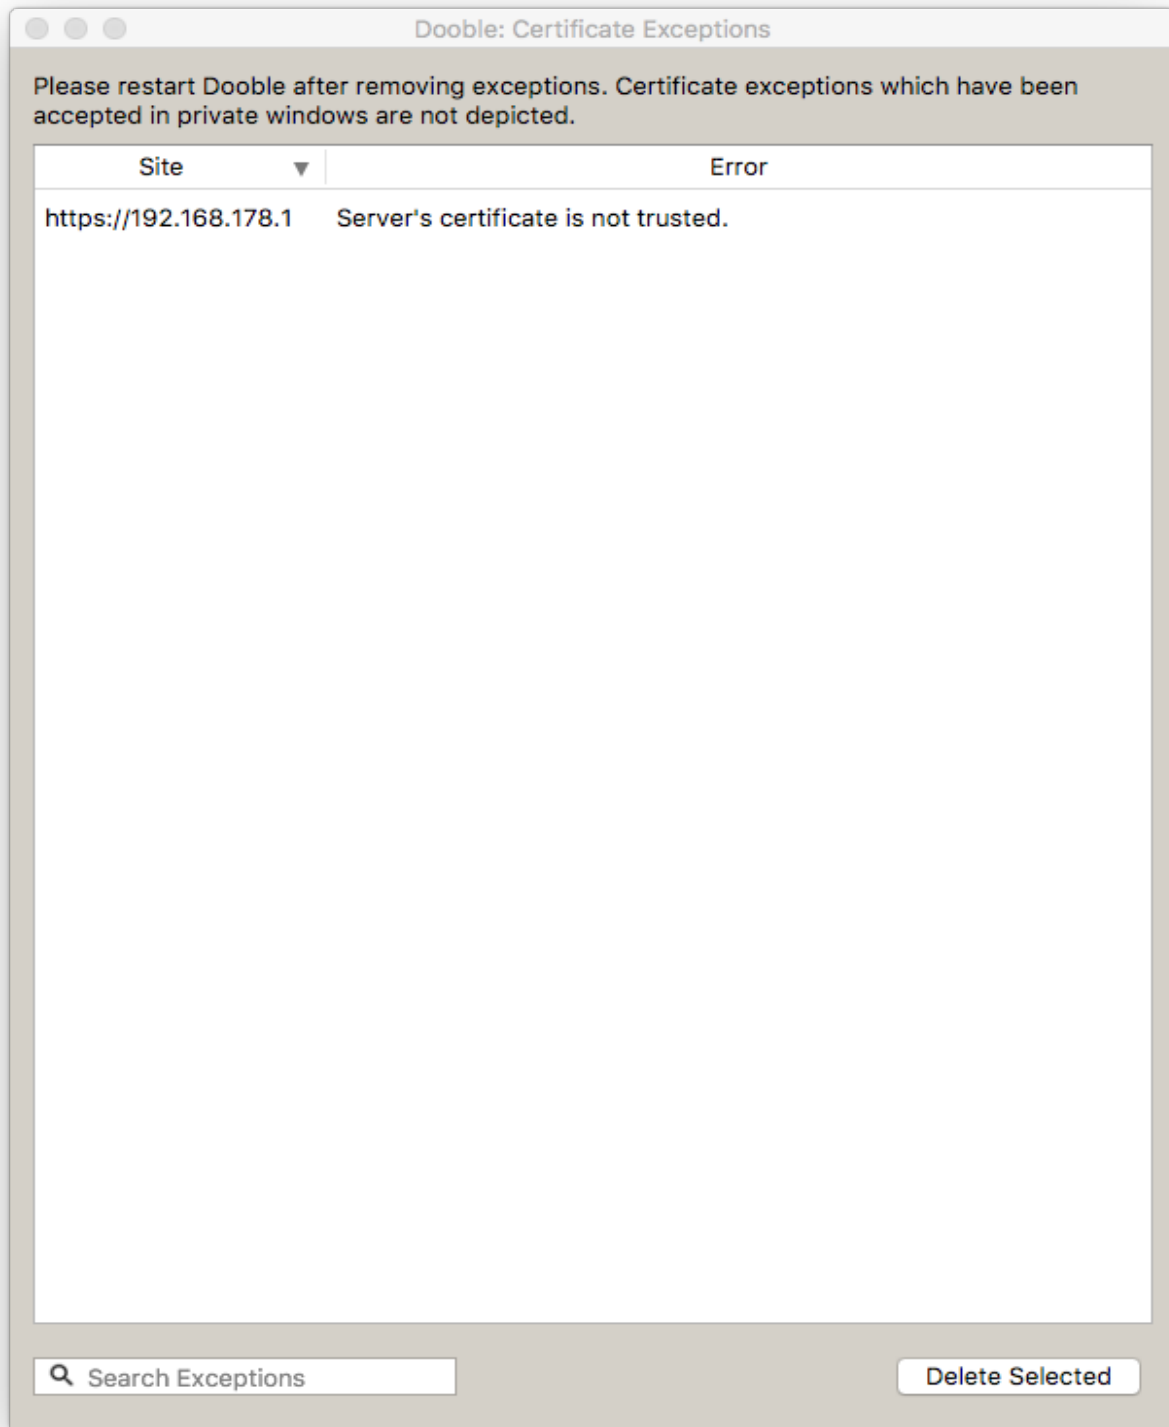 Dooble: Certificate Exceptions
Please restart Dooble after removing exceptions. Certificate exceptions which have been
accepted in private windows are not depicted.
Site Error
https://192.168.178.1 Server's certificate is not trusted.
Search Exceptions Delete Selected